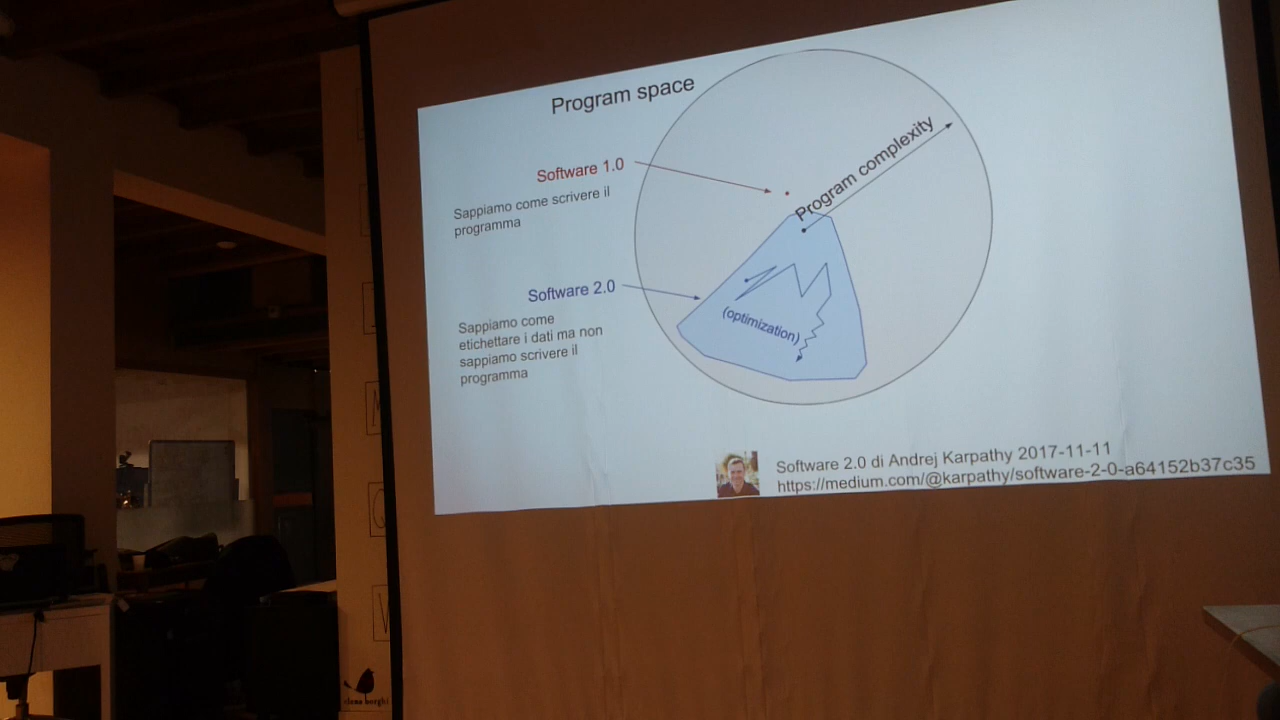 Program space
Software 1.0
Sappiamo come scrivere il
programma
Program complexity
Software 2.0
Sappiamo come
etichettare i dati ma non
sappiamo scrivere il
programma
(optimization)
Software 2.0 di Andrej Karpathy 2017-11-11
https://medium.com/@karpathy/software-2-0-a64152b37c35
M
Q
V
elena borghi